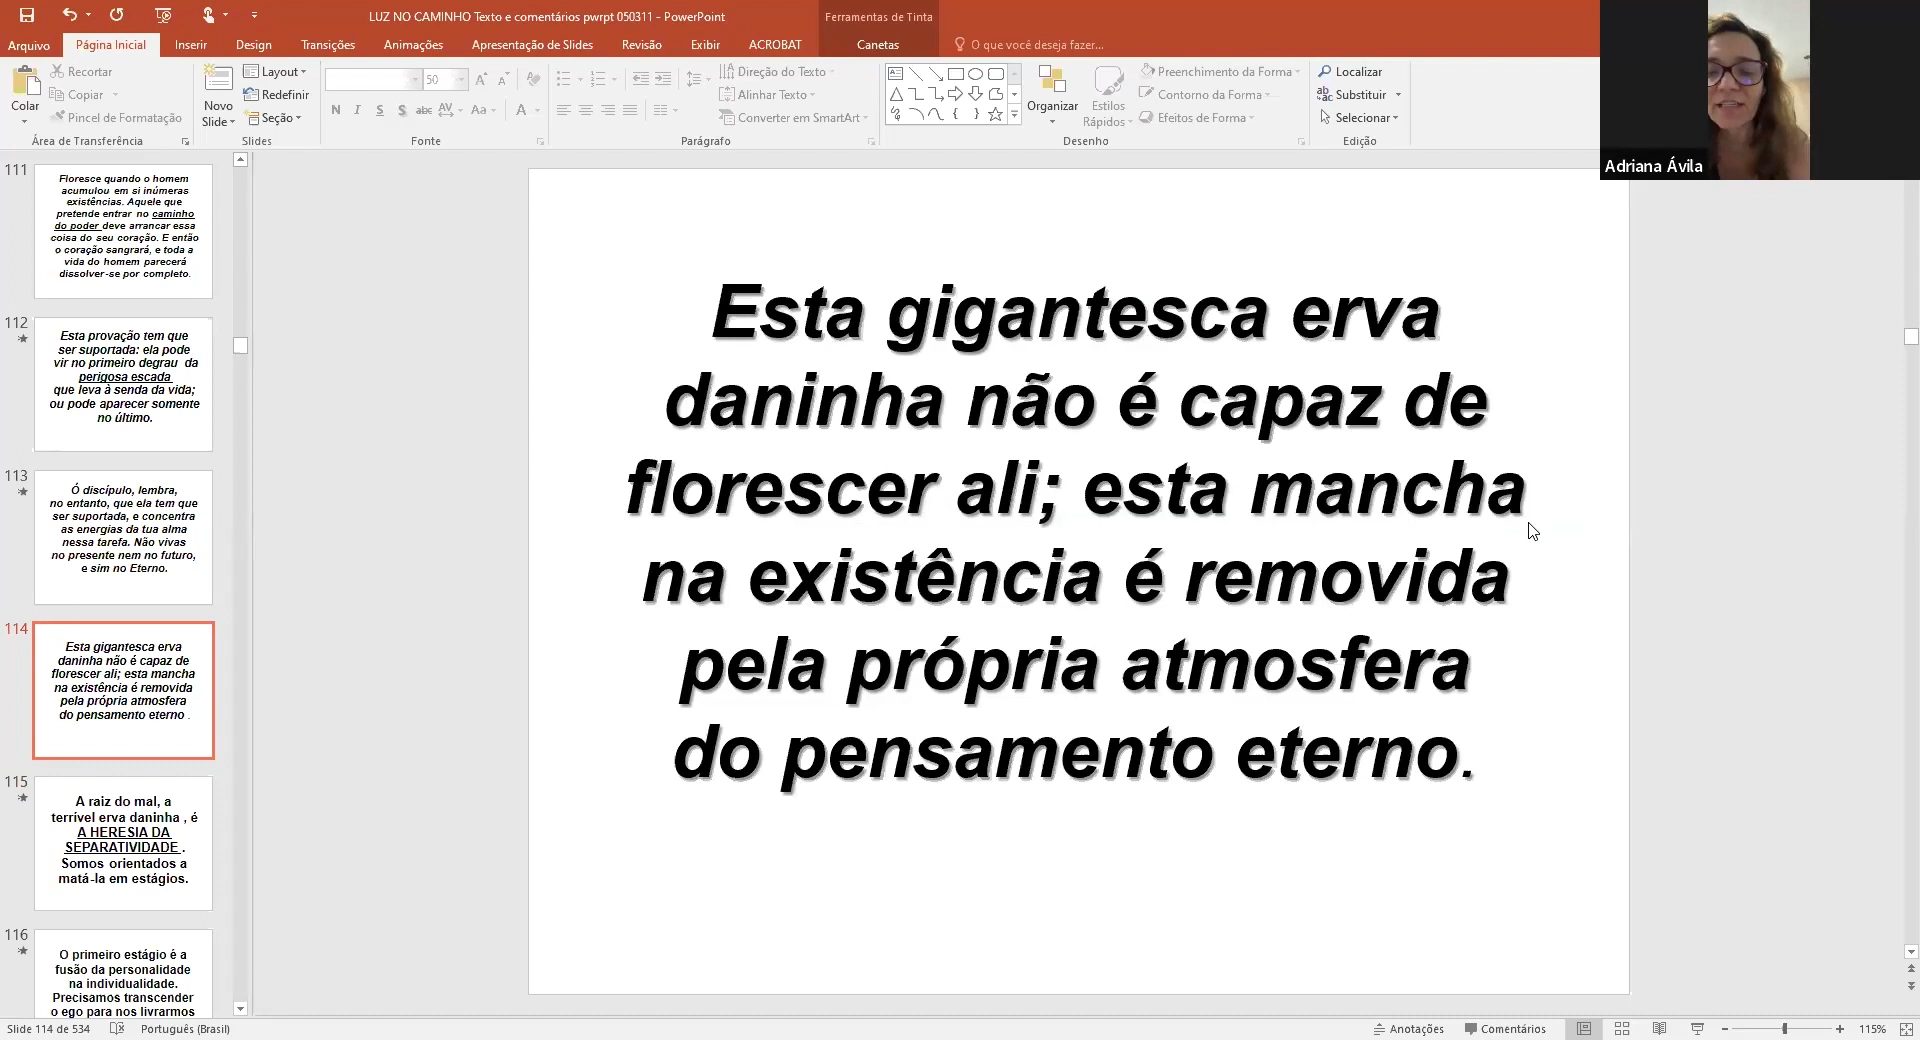 LUZ NO CAMINHO Texto e comentários pwrpt 050311 - PowerPoint
Ferramentas de Tinta
Arquivo
Página Inicial
Inserir
Design
Transições
Animações
Apresentação de Slides
Revisão
Exibir
ACROBAT
Canetas
O que você deseja fazer...
Colar
Recortar
Copiar
Pincel de Formatação
Área de Transferência
Novo
Slide
Layout
Redefinir
Seção
Slides
50
N I S S abc AV Aa A
Fonte
Direção do Texto
Alinhar Texto
Converter em SmartArt
Parágrafo
Organizar
Estilos
Rápidos
Preenchimento da Forma
Contorno da Forma
Efeitos de Forma
Desenho
Localizar
Substituir
Selecionar
Edição
Adriana Ávila
111
Floresce quando o homem
acumulou em si inúmeras
existências. Aquele que
pretende entrar no caminho
do poder deve arrancar essa
coisa do seu coração. E então
o coração sangrará, e toda a
vida do homem parecerá
dissolver-se por completo.
112
Esta provação tem que
ser suportada: ela pode
vir no primeiro degrau da
perigosa escada
que leva à senda da vida;
ou pode aparecer somente
no último.
113
Ó discípulo, lembra,
no entanto, que ela tem que
ser suportada, e concentra
as energias da tua alma
nessa tarefa. Não vivas
no presente nem no futuro,
e sim no Eterno.
114
Esta gigantesca erva
daninha não é capaz de
florescer ali; esta mancha
na existência é removida
pela própria atmosfera
do pensamento eterno .
115
A raiz do mal, a
terrível erva daninha , é
A HERESIA DA
SEPARATIVIDADE .
Somos orientados a
matá-la em estágios.
116
O primeiro estágio é a
fusão da personalidade
na individualidade.
Precisamos transcender
o ego para nos livrarmos
Esta gigantesca erva
daninha não é capaz de
florescer ali; esta mancha
na existência é removida
pela própria atmosfera
do pensamento eterno.
Slide 114 de 534
Português (Brasil)
Anotações
Comentários
115%